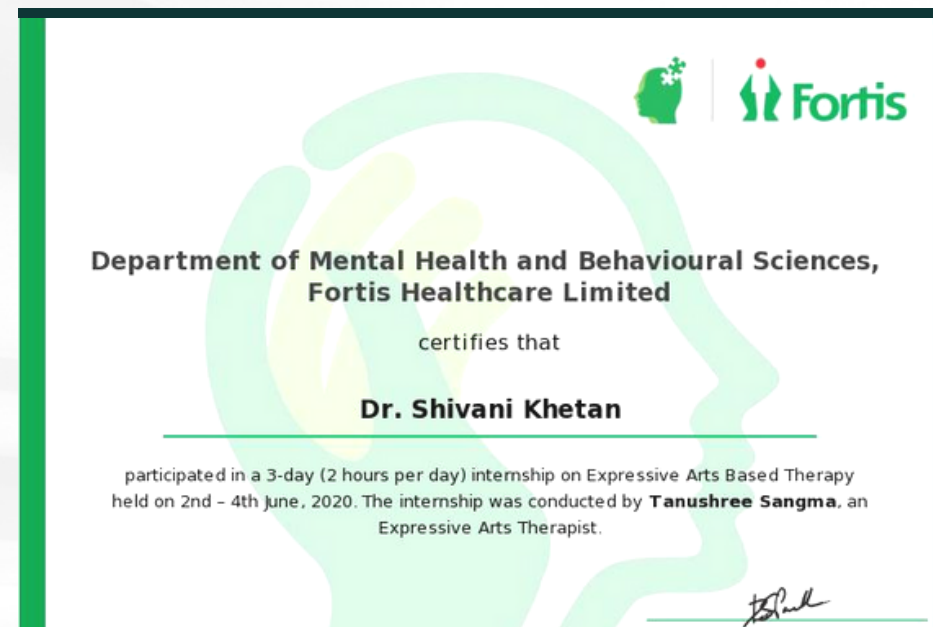 Fortis
Department of Mental Health and Behavioural Sciences,
Fortis Healthcare Limited
certifies that
Dr. Shivani Khetan
participated in a 3-day (2 hours per day) internship on Expressive Arts Based Therapy
held on 2nd – 4th June, 2020. The internship was conducted by Tanushree Sangma, an
Expressive Arts Therapist.